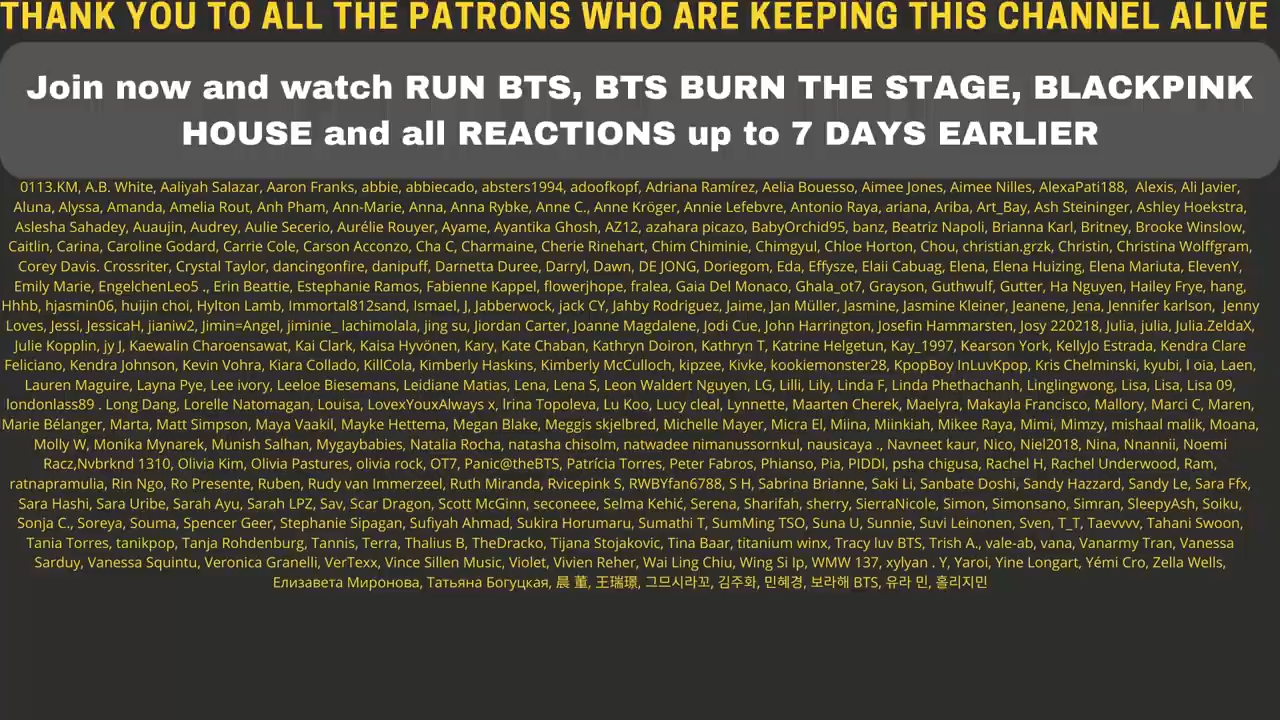 THANK YOU TO ALL THE PATRONS WHO ARE KEEPING THIS CHANNEL ALIVE
Join now and watch RUN BTS, BTS BURN THE STAGE, BLACKPINK
HOUSE and all REACTIONS up to 7 DAYS EARLIER
0113.KM, A.B. White, Aaliyah Salazar, Aaron Franks, abbie, abbiecado, absters1994, adoofkopf, Adriana Ramírez, Aelia Bouesso, Aimee Jones, Aimee Nilles, AlexaPati188, Alexis, Ali Javier,
Aluna, Alyssa, Amanda, Amelia Rout, Anh Pham, Ann-Marie, Anna, Anna Rybke, Anne C., Anne Kröger, Annie Lefebvre, Antonio Raya, ariana, Ariba, Art_Bay, Ash Steininger, Ashley Hoekstra,
Aslesha Sahadey, Auaujin, Audrey, Aulie Secerio, Aurélie Rouyer, Ayame, Ayantika Ghosh, AZ12, azahara picazo, BabyOrchid95, banz, Beatriz Napoli, Brianna Karl, Britney, Brooke Winslow,
Caitlin, Carina, Caroline Godard, Carrie Cole, Carson Acconzo, Cha C, Charmaine, Cherie Rinehart, Chim Chiminie, Chimgyul, Chloe Horton, Chou, christian.grzk, Christin, Christina Wolffgram,
Corey Davis. Crossriter, Crystal Taylor, dancingonfire, danipuff, Darnetta Duree, Darryl, Dawn, DE JONG, Doriegom, Eda, Effysze, Elaii Cabuag, Elena, Elena Huizing, Elena Mariuta, ElevenY,
Emily Marie, EngelchenLeo5 ., Erin Beattie, Estephanie Ramos, Fabienne Kappel, flowerjhope, fralea, Gaia Del Monaco, Ghala_ot7, Grayson, Guthwulf, Gutter, Ha Nguyen, Hailey Frye, hang,
Hhhb, hjasmin06, huijin choi, Hylton Lamb, Immortal812sand, Ismael, J, Jabberwock, jack CY, Jahby Rodriguez, Jaime, Jan Müller, Jasmine, Jasmine Kleiner, Jeanene, Jena, Jennifer karlson, Jenny
Loves, Jessi, JessicaH, jianiw2, Jimin=Angel, jiminie_ lachimolala, jing su, Jiordan Carter, Joanne Magdalene, Jodi Cue, John Harrington, Josefin Hammarsten, Josy 220218, Julia, julia, Julia.ZeldaX,
Julie Kopplin, jy J, Kaewalin Charoensawat, Kai Clark, Kaisa Hyvönen, Kary, Kate Chaban, Kathryn Doiron, Kathryn T, Katrine Helgetun, Kay_1997, Kearson York, KellyJo Estrada, Kendra Clare
Feliciano, Kendra Johnson, Kevin Vohra, Kiara Collado, KillCola, Kimberly Haskins, Kimberly McCulloch, kipzee, Kivke, kookiemonster28, KpopBoy InLuvKpop, Kris Chelminski, kyubi, l oia, Laen,
Lauren Maguire, Layna Pye, Lee ivory, Leeloe Biesemans, Leidiane Matias, Lena, Lena S, Leon Waldert Nguyen, LG, Lilli, Lily, Linda F, Linda Phethachanh, Linglingwong, Lisa, Lisa, Lisa 09,
londonlass89 . Long Dang, Lorelle Natomagan, Louisa, LovexYouxAlways x, lrina Topoleva, Lu Koo, Lucy cleal, Lynnette, Maarten Cherek, Maelyra, Makayla Francisco, Mallory, Marci C, Maren,
Marie Bélanger, Marta, Matt Simpson, Maya Vaakil, Mayke Hettema, Megan Blake, Meggis skjelbred, Michelle Mayer, Micra El, Miina, Miinkiah, Mikee Raya, Mimi, Mimzy, mishaal malik, Moana,
Molly W, Monika Mynarek, Munish Salhan, Mygaybabies, Natalia Rocha, natasha chisolm, natwadee nimanussornkul, nausicaya ., Navneet kaur, Nico, Niel2018, Nina, Nnannii, Noemi
Racz,Nvbrknd 1310, Olivia Kim, Olivia Pastures, olivia rock, OT7, Panic@theBTS, Patrícia Torres, Peter Fabros, Phianso, Pia, PIDDI, psha chigusa, Rachel H, Rachel Underwood, Ram,
ratnapramulia, Rin Ngo, Ro Presente, Ruben, Rudy van Immerzeel, Ruth Miranda, Rvicepink S, RWBYfan6788, S H, Sabrina Brianne, Saki Li, Sanbate Doshi, Sandy Hazzard, Sandy Le, Sara Ffx,
Sara Hashi, Sara Uribe, Sarah Ayu, Sarah LPZ, Sav, Scar Dragon, Scott McGinn, seconeee, Selma Kehić, Serena, Sharifah, sherry, SierraNicole, Simon, Simonsano, Simran, SleepyAsh, Soiku,
Sonja C., Soreya, Souma, Spencer Geer, Stephanie Sipagan, Sufiyah Ahmad, Sukira Horumaru, Sumathi T, SumMing TSO, Suna U, Sunnie, Suvi Leinonen, Sven, T_T, Taevvvv, Tahani Swoon,
Tania Torres, tanikpop, Tanja Rohdenburg, Tannis, Terra, Thalius B, TheDracko, Tijana Stojakovic, Tina Baar, titanium winx, Tracy luv BTS, Trish A., vale-ab, vana, Vanarmy Tran, Vanessa
Sarduy, Vanessa Squintu, Veronica Granelli, VerTexx, Vince Sillen Music, Violet, Vivien Reher, Wai Ling Chiu, Wing Si Ip, WMW 137, xylyan . Y, Yaroi, Yine Longart, Yémi Cro, Zella Wells,
Елизавета Миронова, Татьяна Богуцкая, 晨 董, 王瑞璟, 그므시라꼬, 김주화, 민혜경, 보라해 BTS, 유라 민, 홀리지민